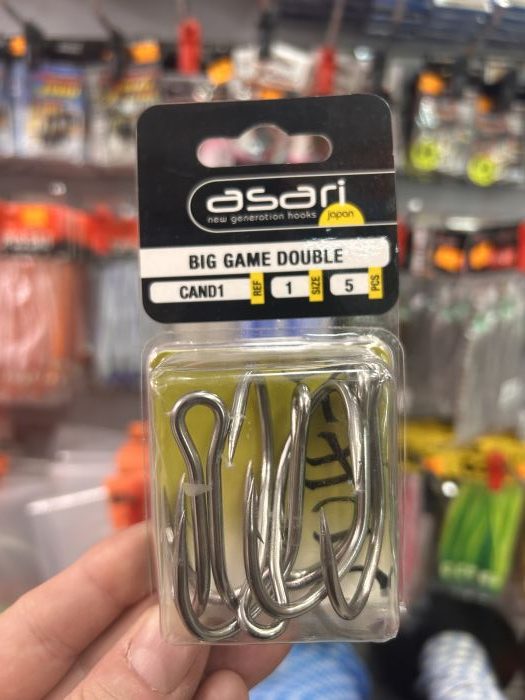 asari
new generation hooks japan
BIG GAME DOUBLE
CAND1 REF 1 SIZE 5 PCS